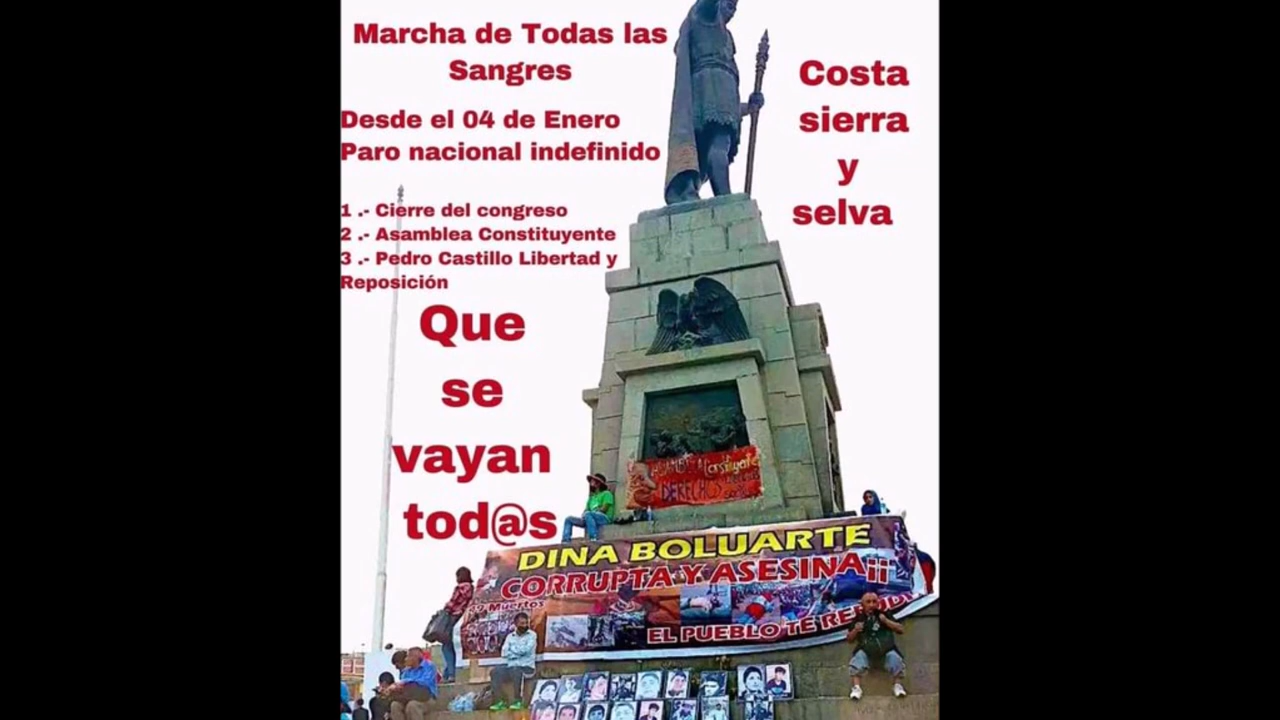 Marcha de Todas las
Sangres
Desde el 04 de Enero
Paro nacional indefinido
1 .- Cierre del congreso
2 .- Asamblea Constituyente
3 .- Pedro Castillo Libertad y
Reposición
Que
se
vayan
tod@s
Costa
sierra
y
selva
DERECHOS
DINA BOLUARTE
CORRUPTA Y ASESINA¡¡
Muertos
EL PUEBLO TE